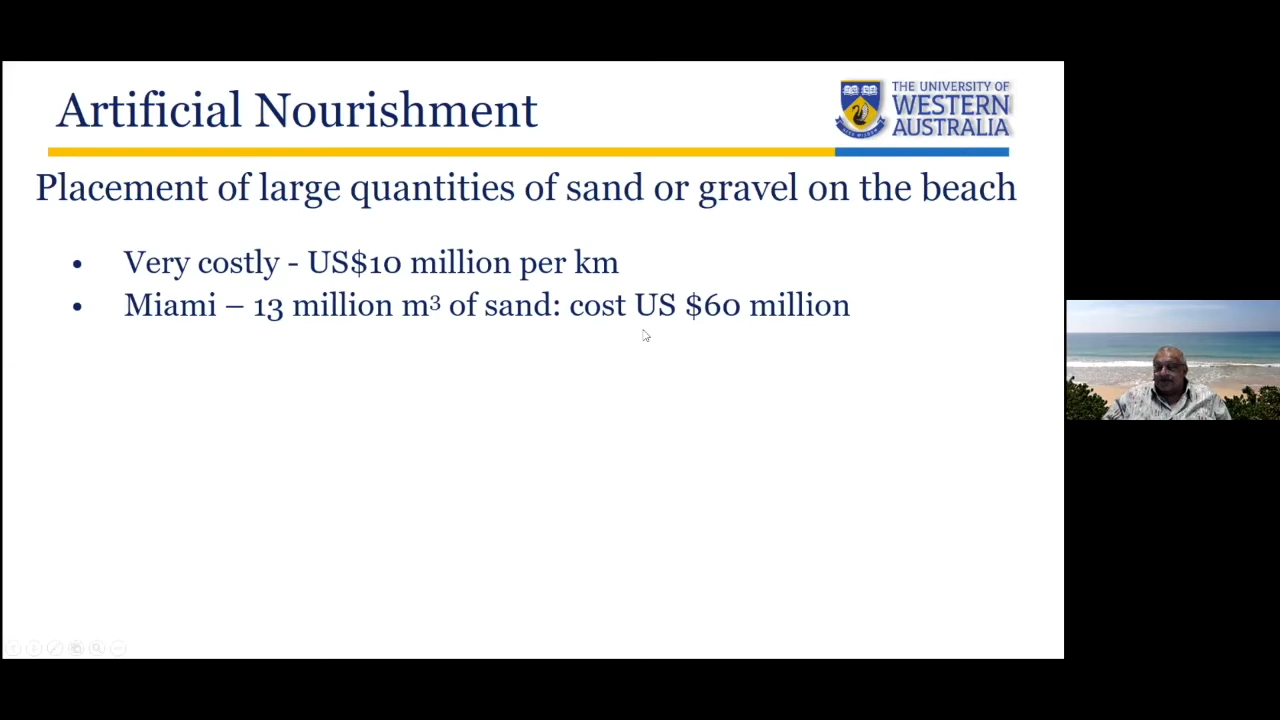 Artificial Nourishment
THE UNIVERSITY OF
WESTERN
AUSTRALIA
Placement of large quantities of sand or gravel on the beach
• Very costly - US$10 million per km
• Miami – 13 million m³ of sand: cost US $60 million